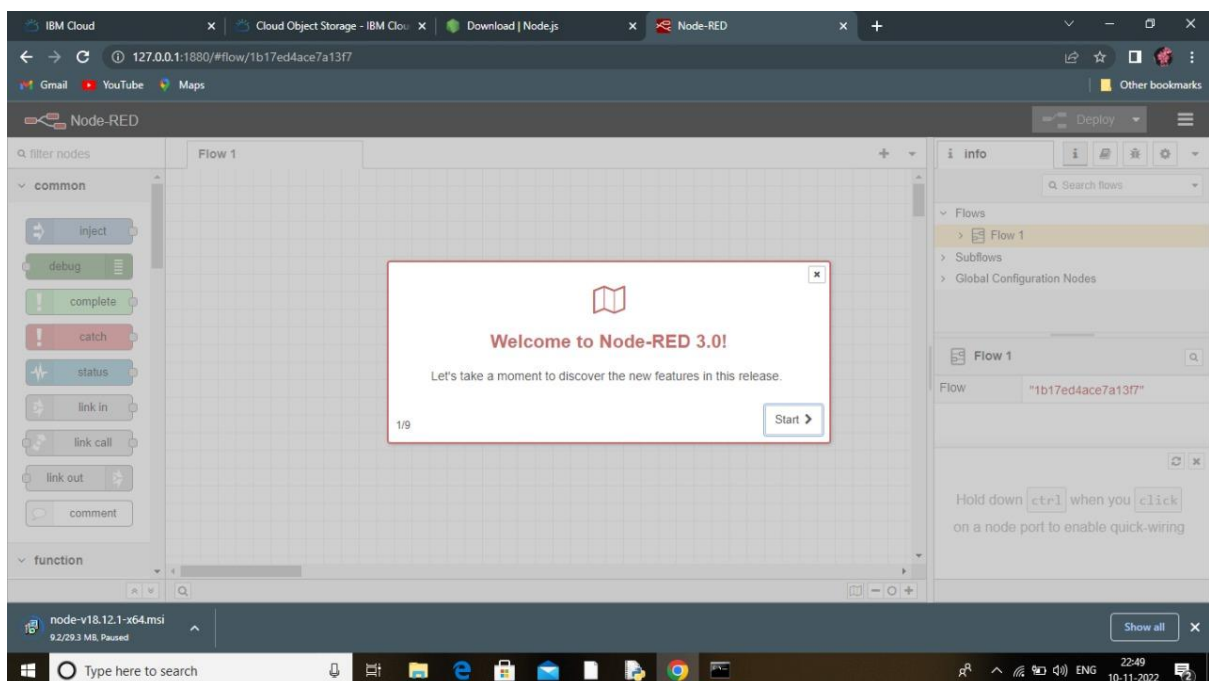 IBM Cloud
Cloud Object Storage - IBM Clou
Download | Node.js
Node-RED
127.0.0.1:1880/#flow/1b17ed4ace7a13f7
Gmail
YouTube
Maps
Other bookmarks
Node-RED
Deploy
filter nodes
Flow 1
info
Search flows
common
inject
debug
complete
catch
status
link in
link call
link out
comment
function
Flows
Flow 1
Subflows
Global Configuration Nodes
Welcome to Node-RED 3.0!
Let's take a moment to discover the new features in this release.
1/9
Start
Flow 1
Flow "1b17ed4ace7a13f7"
Hold down ctrl when you click
on a node port to enable quick-wiring
node-v18.12.1-x64.msi
9.2/29.3 MB, Paused
Show all
Type here to search
ENG
22:49
10-11-2022
2